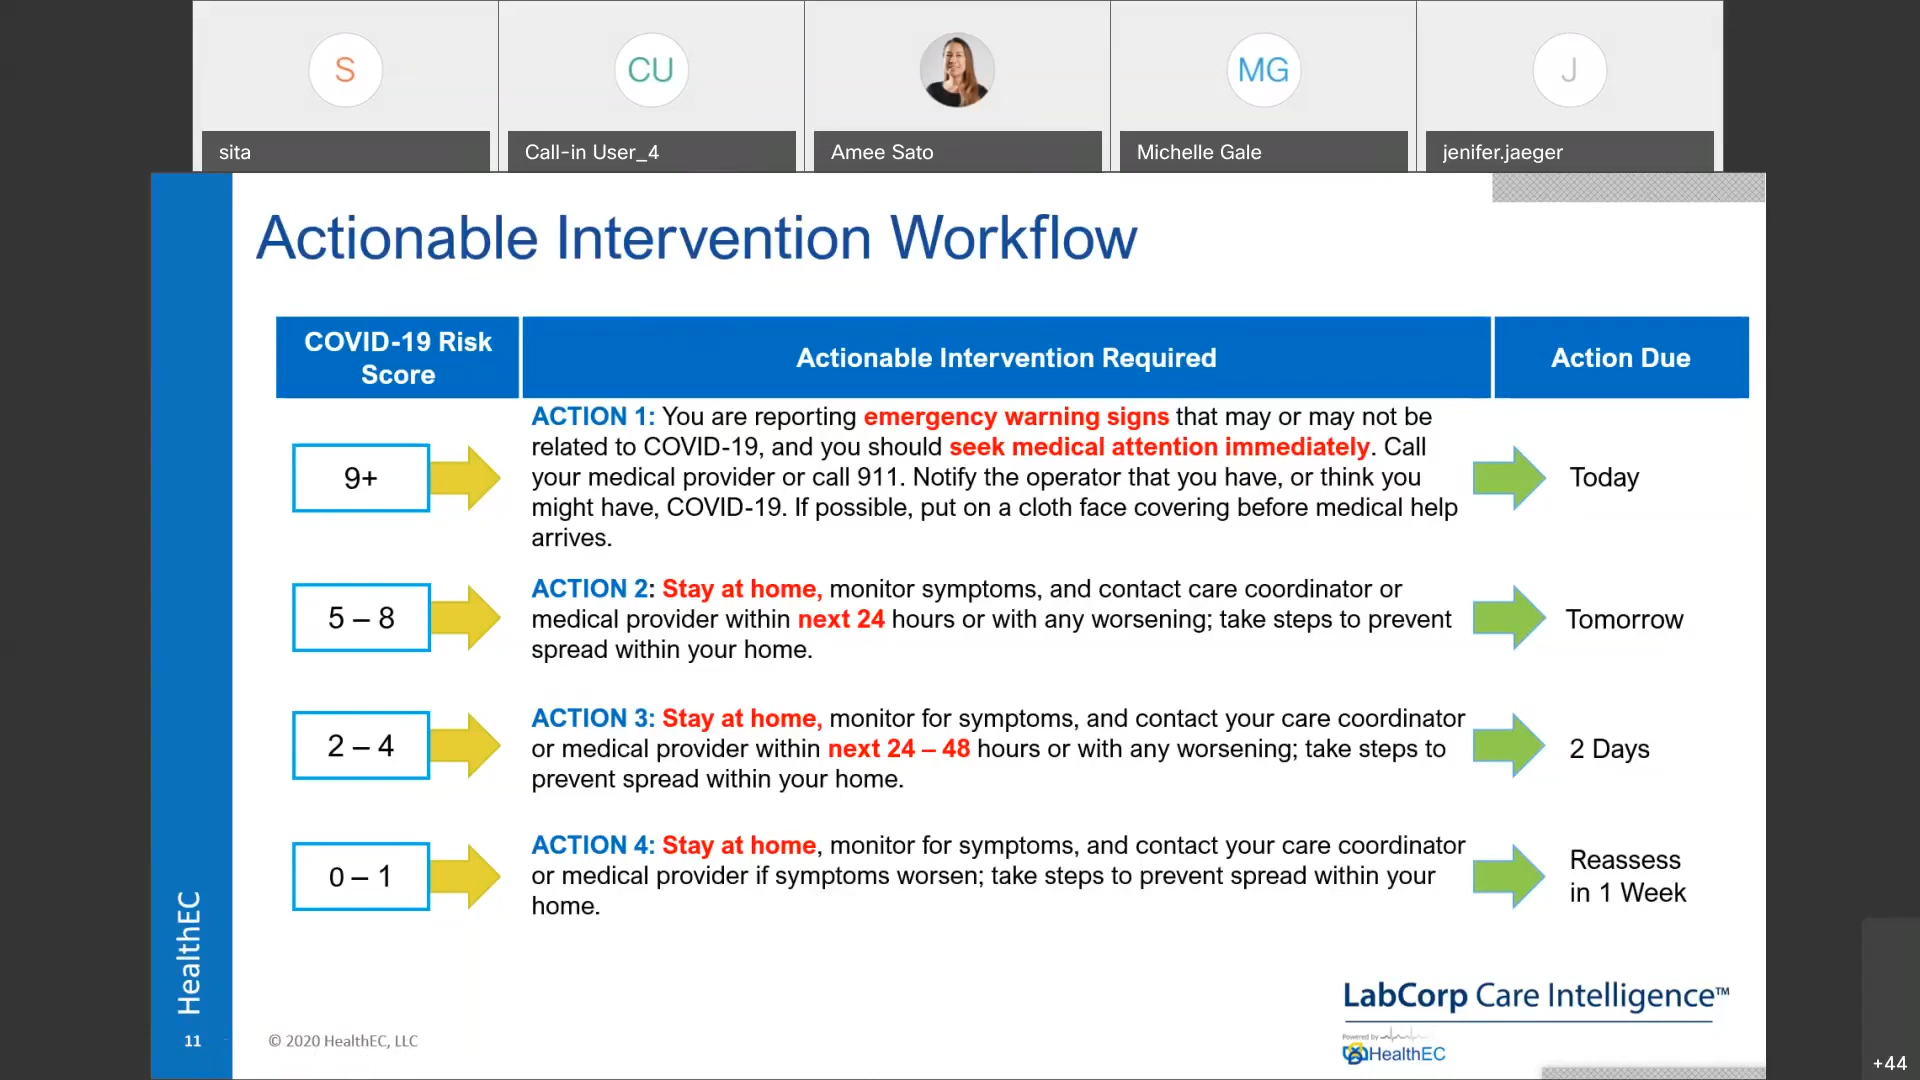 S
CU
MG
J
sita
Call-in User_4
Amee Sato
Michelle Gale
jenifer.jaeger
Actionable Intervention Workflow
COVID-19 Risk
Score
Actionable Intervention Required
Action Due
9+
ACTION 1: You are reporting emergency warning signs that may or may not be
related to COVID-19, and you should seek medical attention immediately. Call
your medical provider or call 911. Notify the operator that you have, or think you
might have, COVID-19. If possible, put on a cloth face covering before medical help
arrives.
Today
5 – 8
ACTION 2: Stay at home, monitor symptoms, and contact care coordinator or
medical provider within next 24 hours or with any worsening; take steps to prevent
spread within your home.
Tomorrow
2 – 4
ACTION 3: Stay at home, monitor for symptoms, and contact your care coordinator
or medical provider within next 24 – 48 hours or with any worsening; take steps to
prevent spread within your home.
2 Days
0 – 1
ACTION 4: Stay at home, monitor for symptoms, and contact your care coordinator
or medical provider if symptoms worsen; take steps to prevent spread within your
home.
Reassess
in 1 Week
HealthEC
11
© 2020 HealthEC, LLC
LabCorp Care Intelligence™
Powered by
HealthEC
+44